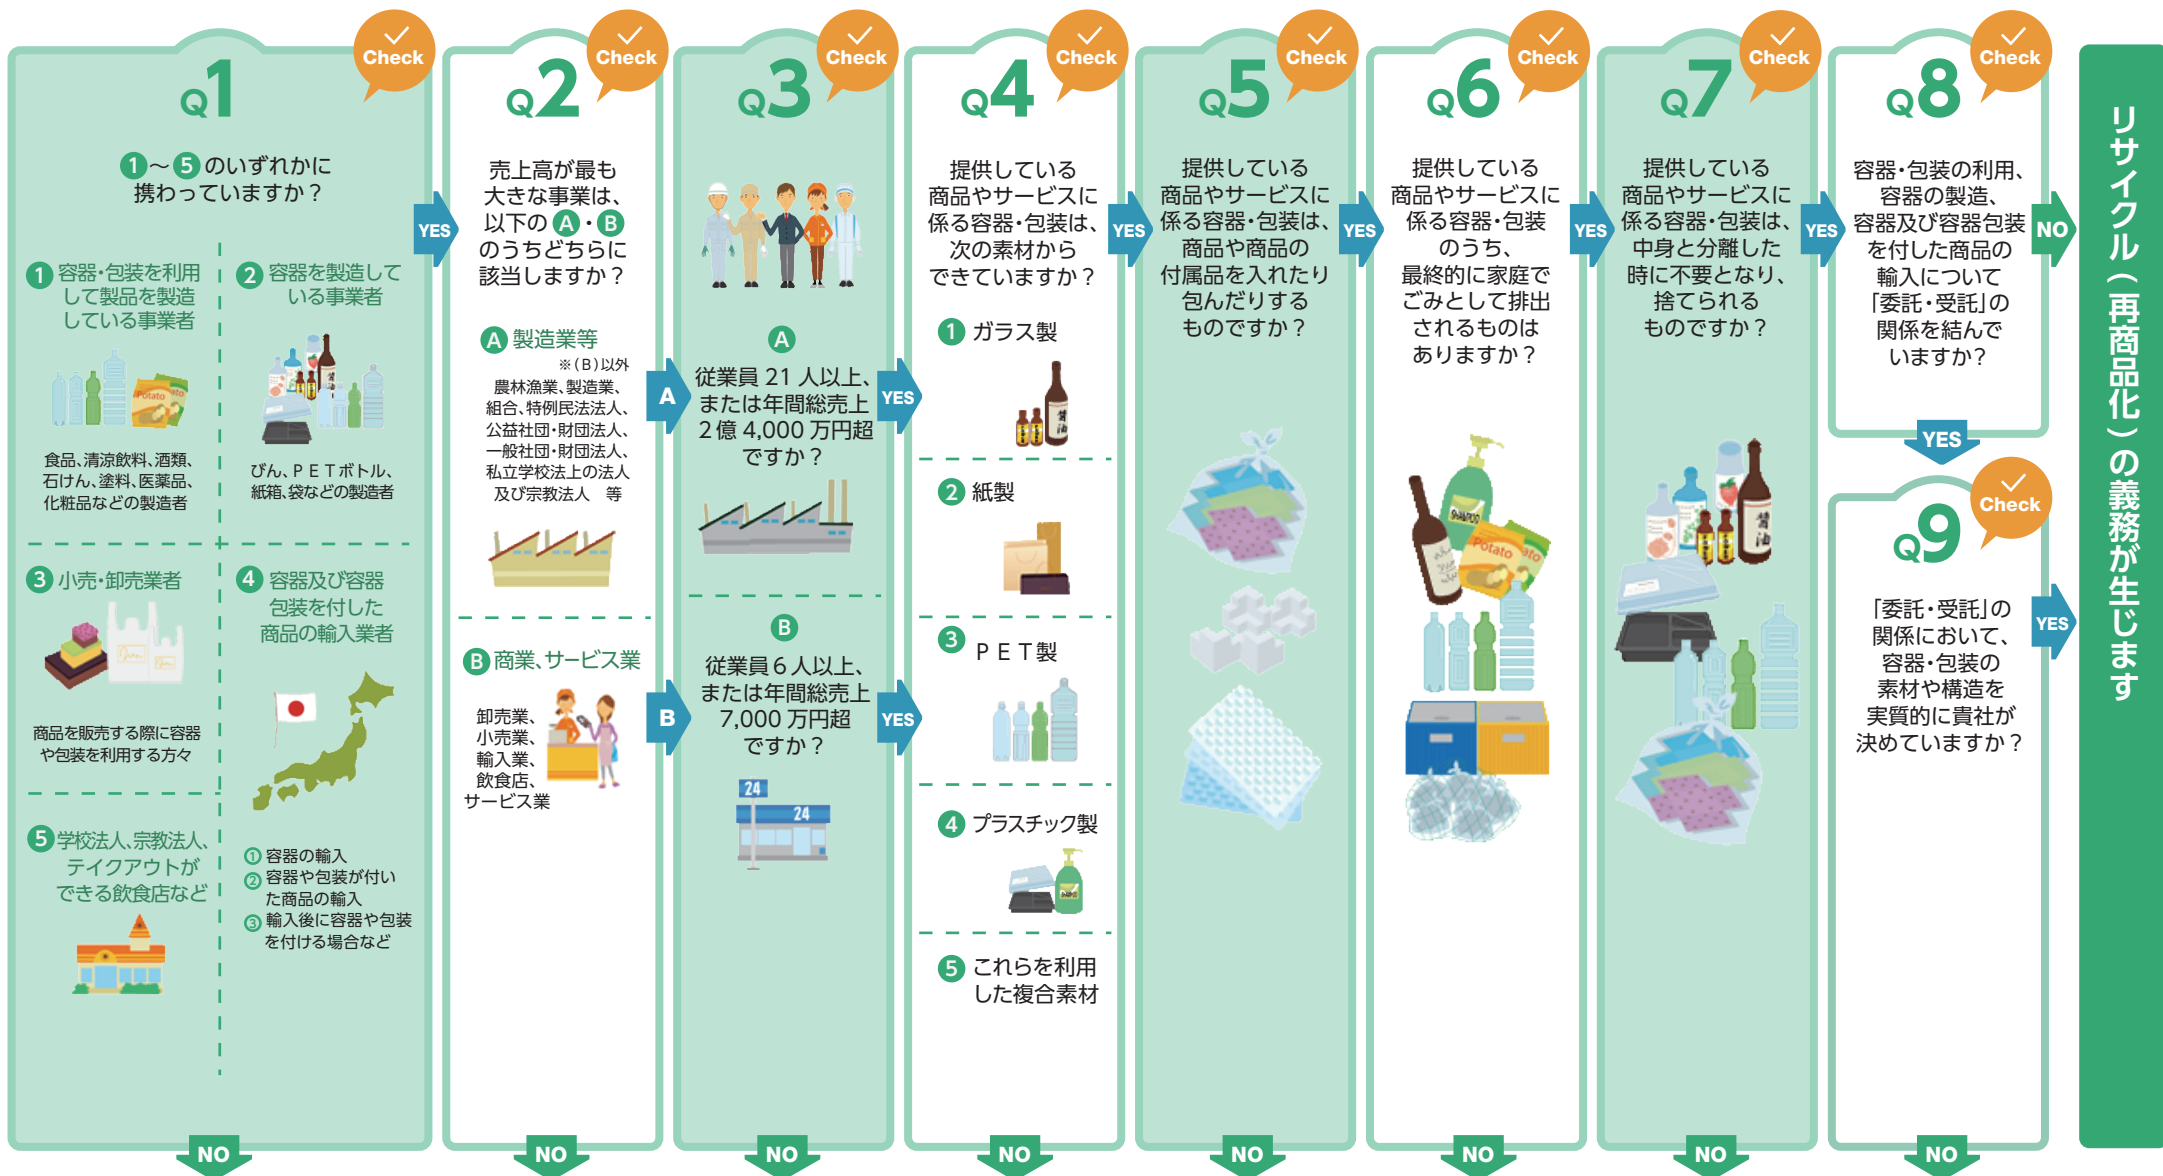 Check
Q1
1～5のいずれかに
携わっていますか？
1 容器・包装を利用
して製品を製造
している事業者
食品、清涼飲料、酒類、
石けん、塗料、医薬品、
化粧品などの製造者
2 容器を製造して
いる事業者
びん、ＰＥＴボトル、
紙箱、袋などの製造者
3 小売・卸売業者
商品を販売する際に容器
や包装を利用する方々
4 容器及び容器
包装を付した
商品の輸入業者
① 容器の輸入
② 容器や包装が付い
た商品の輸入
③ 輸入後に容器や包装
を付ける場合など
5 学校法人、宗教法人、
テイクアウトが
できる飲食店など
YES
NO
Check
Q2
売上高が最も
大きな事業は、
以下のA・B
のうちどちらに
該当しますか？
A 製造業等
※(B)以外
農林漁業、製造業、
組合、特例民法法人、
公益社団・財団法人、
一般社団・財団法人、
私立学校法上の法人
及び宗教法人　等
B 商業、サービス業
卸売業、
小売業、
輸入業、
飲食店、
サービス業
A
B
NO
Check
Q3
A
従業員 21 人以上、
または年間総売上
2億 4,000 万円超
ですか？
B
従業員 6 人以上、
または年間総売上
7,000 万円超
ですか？
24
24
YES
YES
NO
Check
Q4
提供している
商品やサービスに
係る容器・包装は、
次の素材から
できていますか？
1 ガラス製
醤油
2 紙製
3 ＰＥＴ製
4 プラスチック製
5 これらを利用
した複合素材
YES
NO
Check
Q5
提供している
商品やサービスに
係る容器・包装は、
商品や商品の
付属品を入れたり
包んだりする
ものですか？
YES
NO
Check
Q6
提供している
商品やサービスに
係る容器・包装
のうち、
最終的に家庭で
ごみとして排出
されるものは
ありますか？
SHAMPOO
Potato
YES
NO
Check
Q7
提供している
商品やサービスに
係る容器・包装は、
中身と分離した
時に不要となり、
捨てられる
ものですか？
醤油
YES
NO
Check
Q8
容器・包装の利用、
容器の製造、
容器及び容器包装
を付した商品の
輸入について
「委託・受託」の
関係を結んで
いますか？
NO
YES
Check
Q9
「委託・受託」の
関係において、
容器・包装の
素材や構造を
実質的に貴社が
決めていますか？
YES
NO
リサイクル（再商品化）の義務が生じます